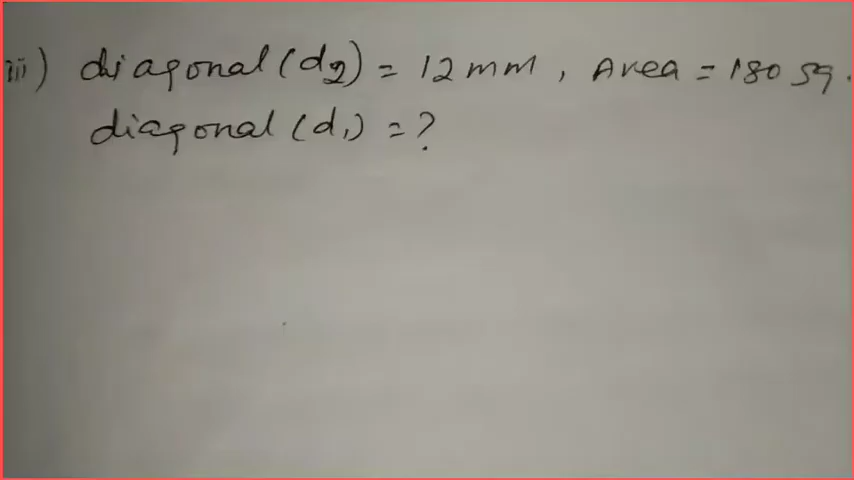 iii) diagonal (d2) = 12 mm, Area = 180 sq.
diagonal (d1) = ?